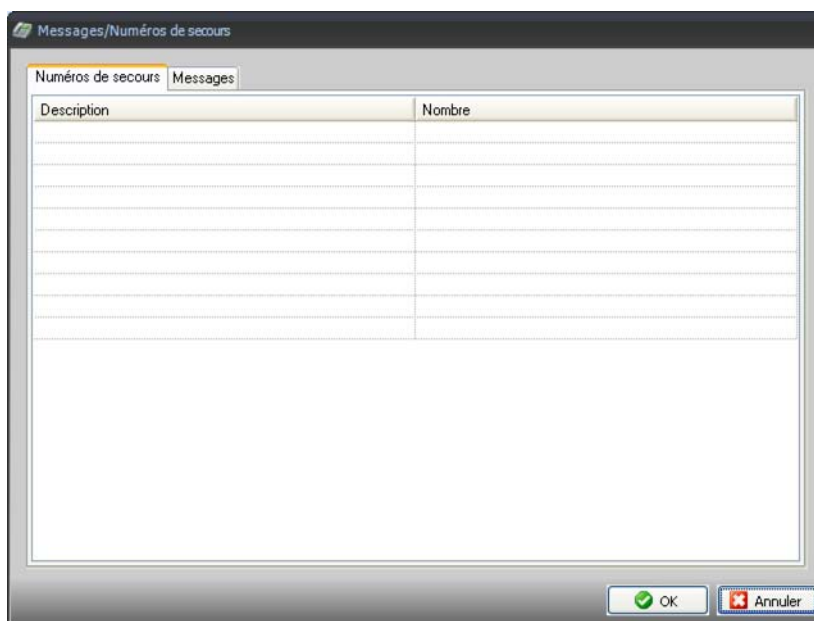 Messages/Numéros de secours
Numéros de secours Messages
Description Nombre
OK Annuler